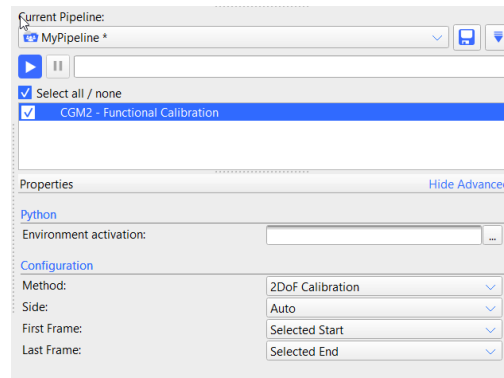 Current Pipeline:
MyPipeline *
Select all / none
CGM2 - Functional Calibration
Properties Hide Advanced
Python
Environment activation: ...
Configuration
Method: 2DoF Calibration
Side: Auto
First Frame: Selected Start
Last Frame: Selected End